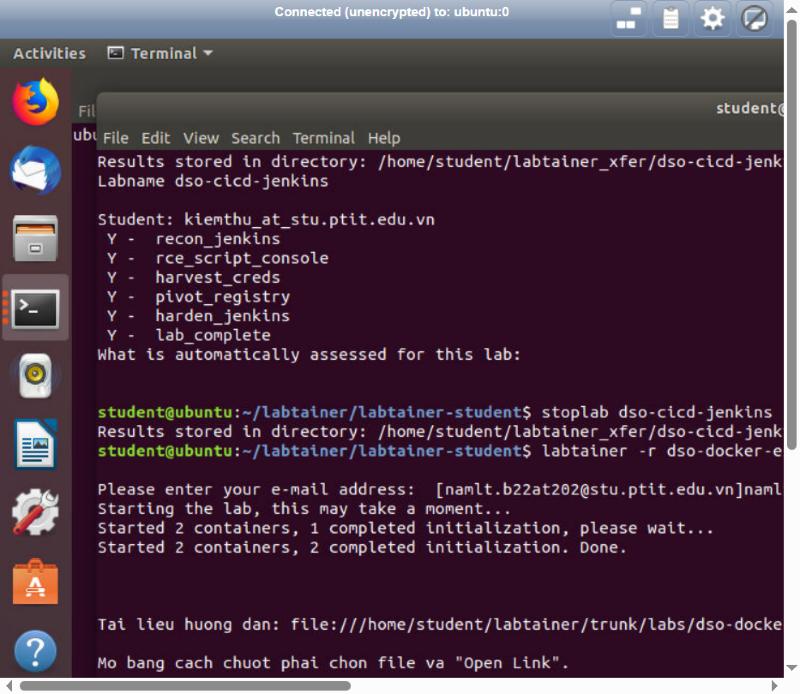 Connected (unencrypted) to: ubuntu:0
Activities
Terminal
Fil
student@
ubu
File Edit View Search Terminal Help
Results stored in directory: /home/student/labtainer_xfer/dso-cicd-jenk
Labname dso-cicd-jenkins
Student: kiemthu_at_stu.ptit.edu.vn
Y - recon_jenkins
Y - rce_script_console
Y - harvest_creds
Y - pivot_registry
Y - harden_jenkins
Y - lab_complete
What is automatically assessed for this lab:
student@ubuntu:~/labtainer/labtainer-student$ stoplab dso-cicd-jenkins
Results stored in directory: /home/student/labtainer_xfer/dso-cicd-jenk
student@ubuntu:~/labtainer/labtainer-student$ labtainer -r dso-docker-e
Please enter your e-mail address: [namlt.b22at202@stu.ptit.edu.vn]naml
Starting the lab, this may take a moment...
Started 2 containers, 1 completed initialization, please wait...
Started 2 containers, 2 completed initialization. Done.
Tai lieu huong dan: file:///home/student/labtainer/trunk/labs/dso-docke
Mo bang cach chuot phai chon file va "Open Link".